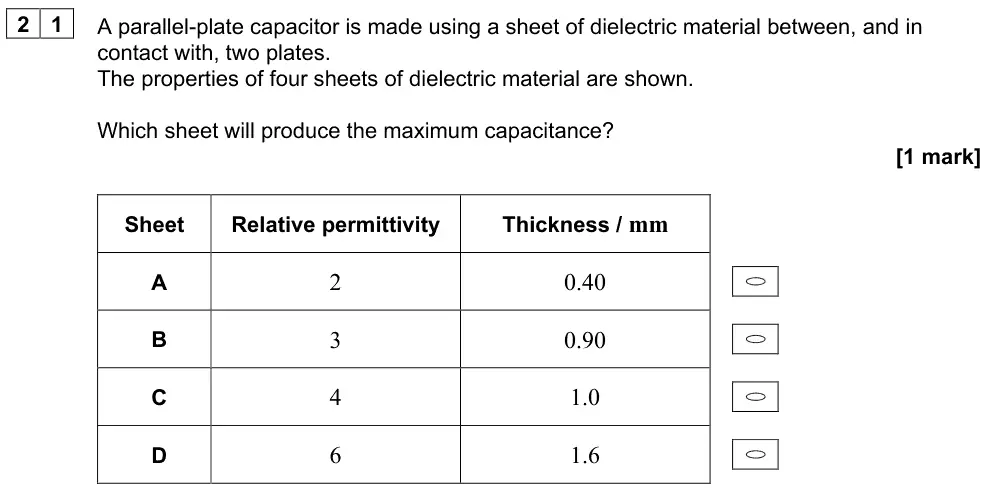 2 1 A parallel-plate capacitor is made using a sheet of dielectric material between, and in
contact with, two plates.
The properties of four sheets of dielectric material are shown.
Which sheet will produce the maximum capacitance?
[1 mark]
Sheet Relative permittivity Thickness / mm
A 2 0.40
B 3 0.90
C 4 1.0
D 6 1.6